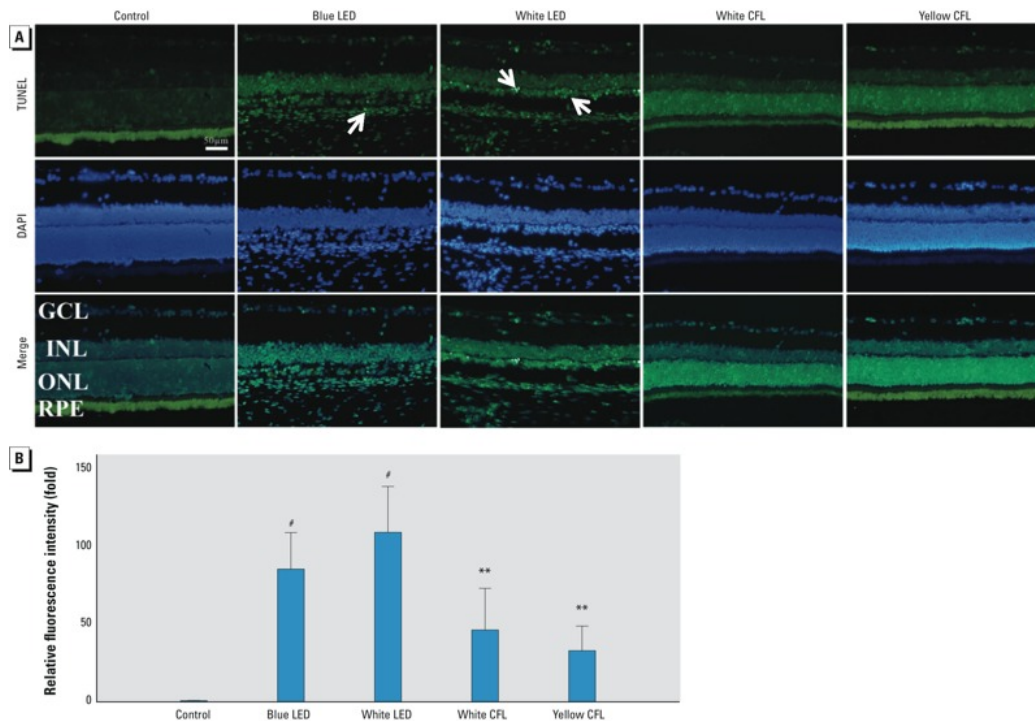 Control Blue LED White LED White CFL Yellow CFL
A
TUNEL
50μm
DAPI
Merge
GCL
INL
ONL
RPE
B
Relative fluorescence intensity (fold)
150
100
50
0
#
#
**
**
Control Blue LED White LED White CFL Yellow CFL